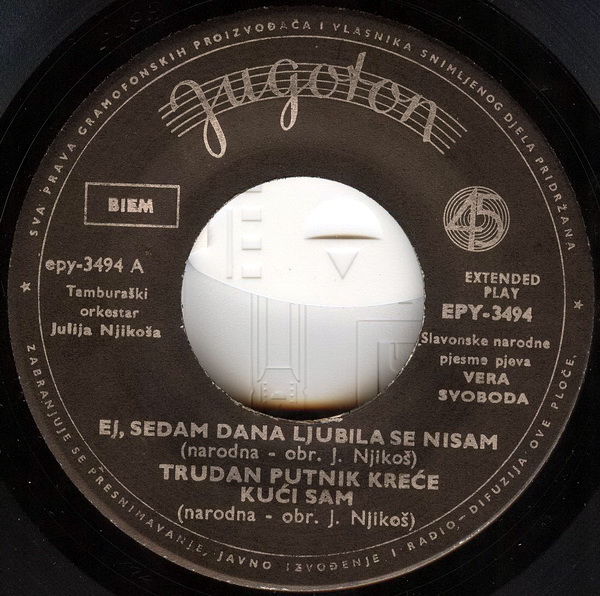 SVA PRAVA GRAMOFONSKIH PROIZVOĐAČA I VLASNIKA SNIMLJENOG DJELA PRIDRŽANA
Jugoton
BIEM
45
epy-3494 A
Tamburaški
orkestar
Julija Njikoša
EXTENDED
PLAY
EPY-3494
Slavonske narodne
pjesme pjeva
VERA
SVOBODA
EJ, SEDAM DANA LJUBILA SE NISAM
(narodna - obr. J. Njikoš)
TRUDAN PUTNIK KREĆE
KUĆI SAM
(narodna - obr. J. Njikoš)
ZABRANJUJE SE PRESNIMAVANJE, JAVNO IZVOĐENJE I RADIO-DIFUZIJA OVE PLOČE.